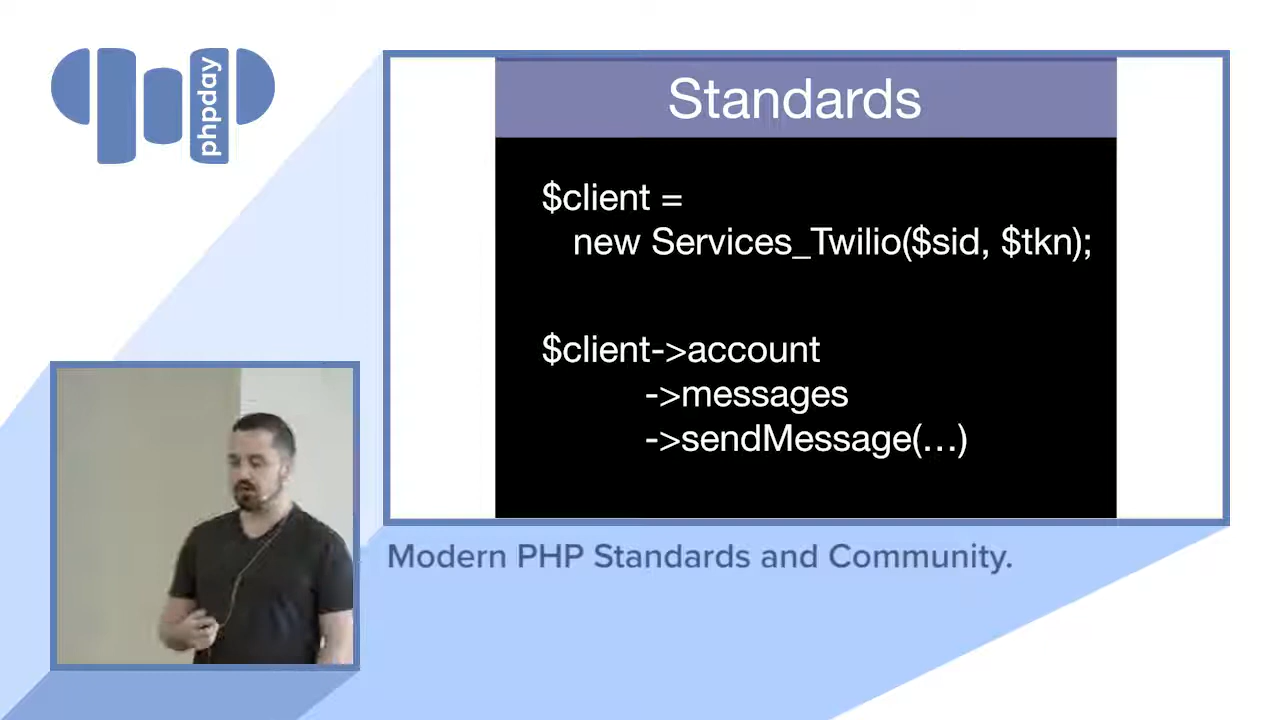 phpday
Standards
$client =
new Services_Twilio($sid, $tkn);
$client->account
->messages
->sendMessage(…)
Modern PHP Standards and Community.